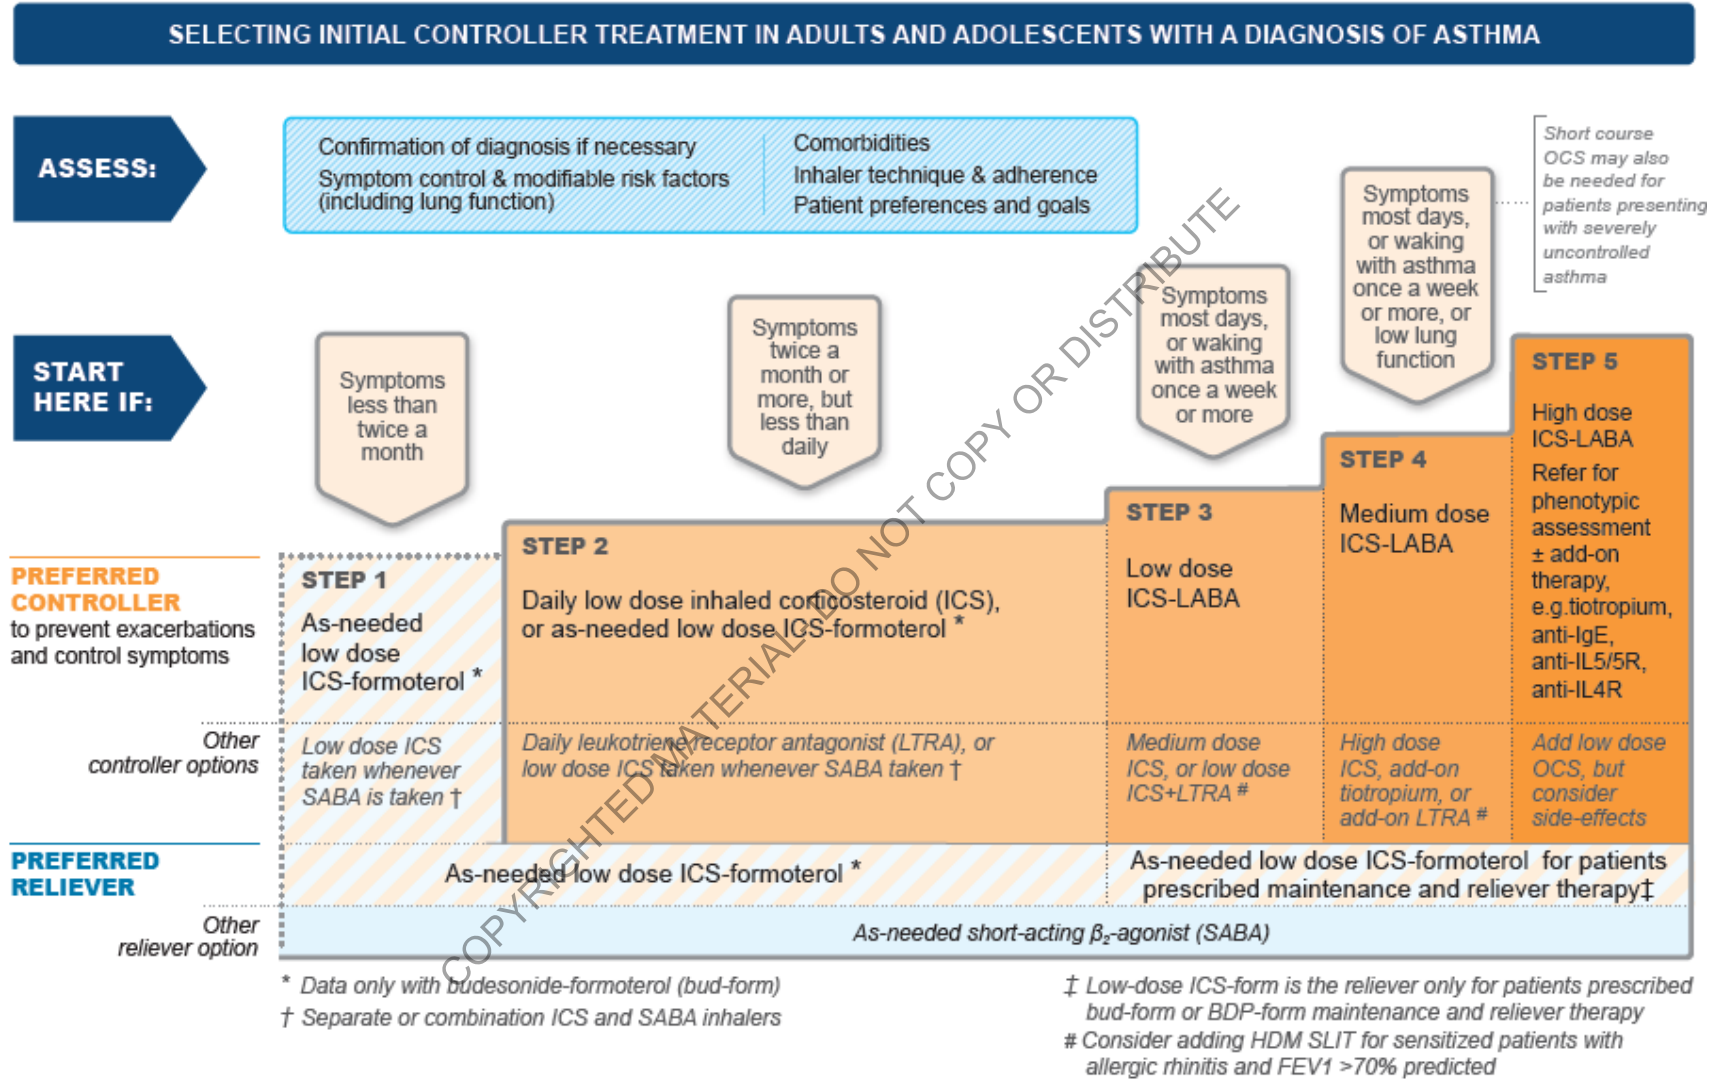 SELECTING INITIAL CONTROLLER TREATMENT IN ADULTS AND ADOLESCENTS WITH A DIAGNOSIS OF ASTHMA
ASSESS:
Confirmation of diagnosis if necessary
Symptom control & modifiable risk factors
(including lung function)
Comorbidities
Inhaler technique & adherence
Patient preferences and goals
Short course
OCS may also
be needed for
patients presenting
with severely
uncontrolled
asthma
START
HERE IF:
Symptoms
less than
twice a
month
Symptoms
twice a
month or
more, but
less than
daily
Symptoms
most days,
or waking
with asthma
once a week
or more
Symptoms
most days,
or waking
with asthma
once a week
or more, or
low lung
function
PREFERRED
CONTROLLER
to prevent exacerbations
and control symptoms
STEP 1
As-needed
low dose
ICS-formoterol *
STEP 2
Daily low dose inhaled corticosteroid (ICS),
or as-needed low dose ICS-formoterol *
STEP 3
Low dose
ICS-LABA
STEP 4
Medium dose
ICS-LABA
STEP 5
High dose
ICS-LABA
Refer for
phenotypic
assessment
± add-on
therapy,
e.g.tiotropium,
anti-IgE,
anti-IL5/5R,
anti-IL4R
Other
controller options
Low dose ICS
taken whenever
SABA is taken †
Daily leukotriene receptor antagonist (LTRA), or
low dose ICS taken whenever SABA taken †
Medium dose
ICS, or low dose
ICS+LTRA #
High dose
ICS, add-on
tiotropium, or
add-on LTRA #
Add low dose
OCS, but
consider
side-effects
PREFERRED
RELIEVER
As-needed low dose ICS-formoterol *
As-needed low dose ICS-formoterol for patients
prescribed maintenance and reliever therapy‡
Other
reliever option
As-needed short-acting β₂-agonist (SABA)
* Data only with budesonide-formoterol (bud-form)
† Separate or combination ICS and SABA inhalers
‡ Low-dose ICS-form is the reliever only for patients prescribed
bud-form or BDP-form maintenance and reliever therapy
# Consider adding HDM SLIT for sensitized patients with
allergic rhinitis and FEV1 >70% predicted
COPYRIGHTED MATERIAL- DO NOT COPY OR DISTRIBUTE